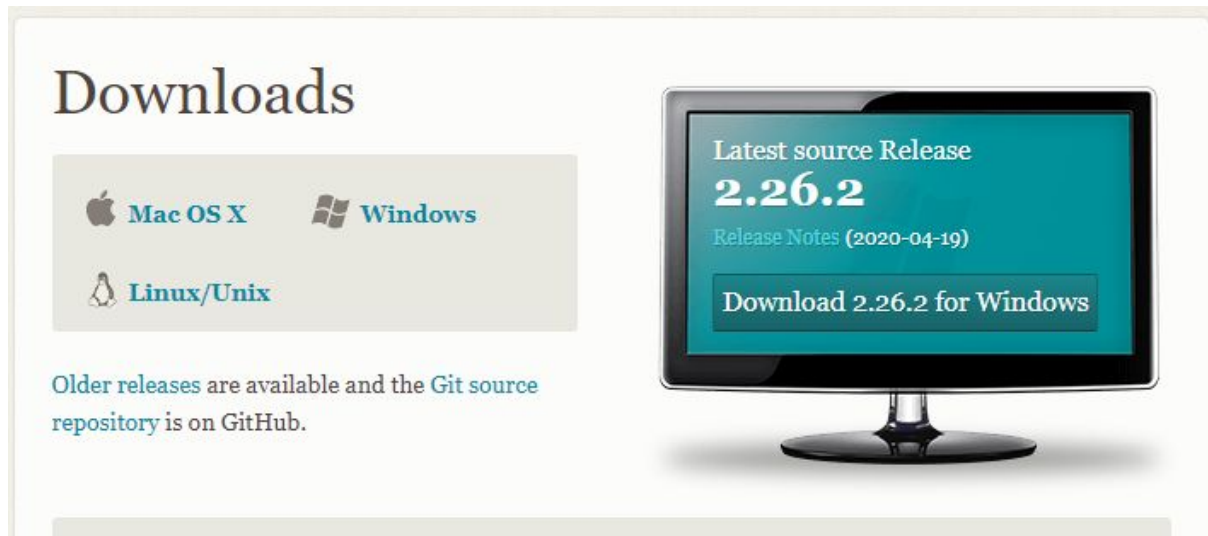 Downloads
Mac OS X
Windows
Linux/Unix
Older releases are available and the Git source
repository is on GitHub.
Latest source Release
2.26.2
Release Notes (2020-04-19)
Download 2.26.2 for Windows